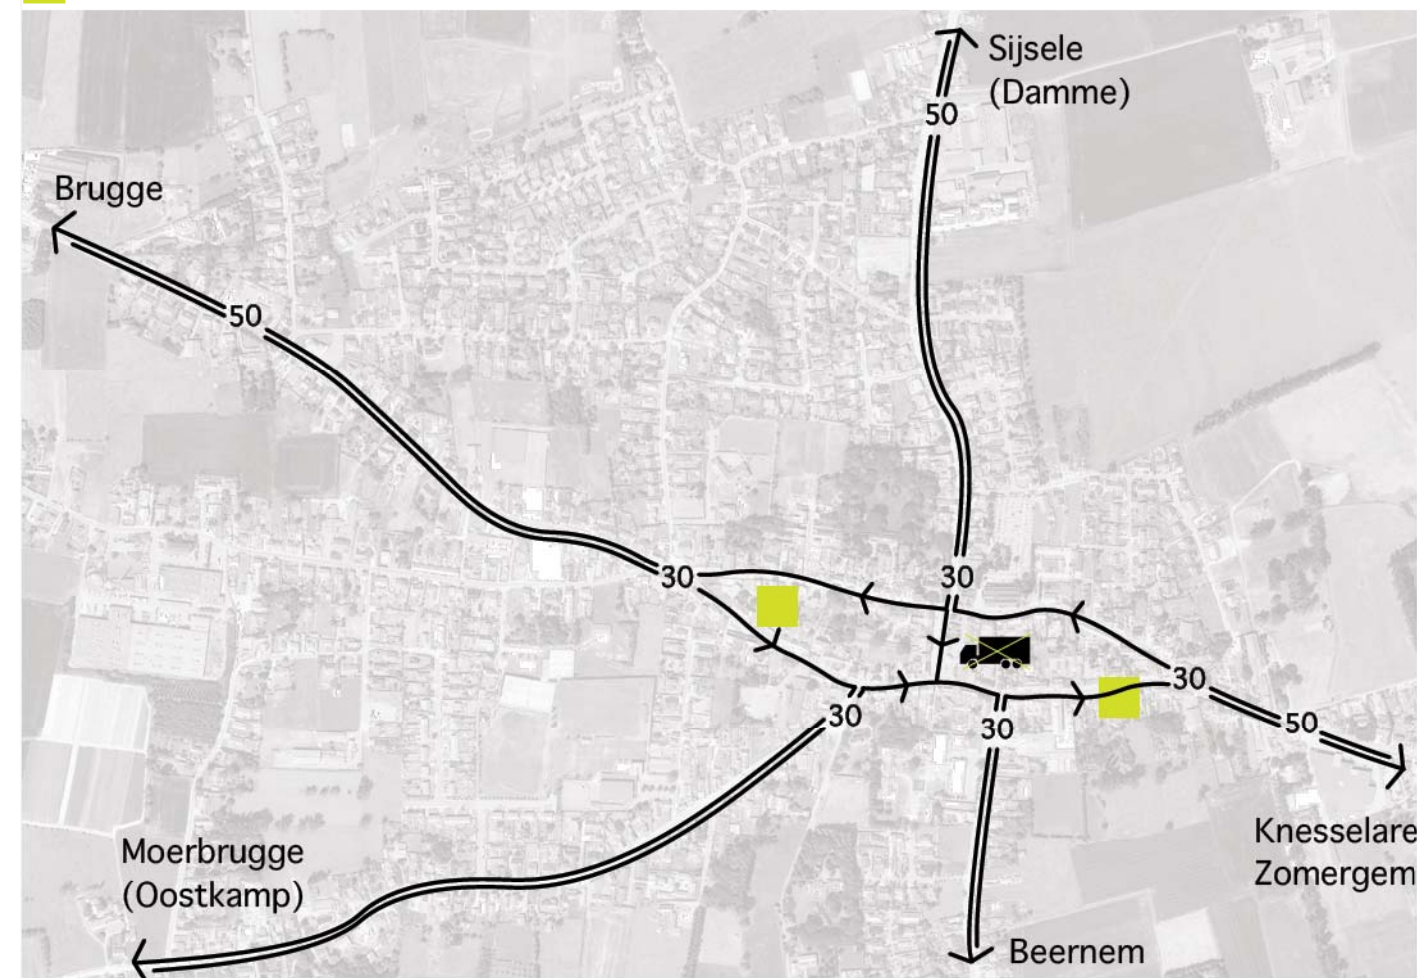 Sijsele
(Damme)
50
Brugge
50
30
30
30
50
30
30
Moerbrugge
(Oostkamp)
Knesselare
Zomergem
Beernem